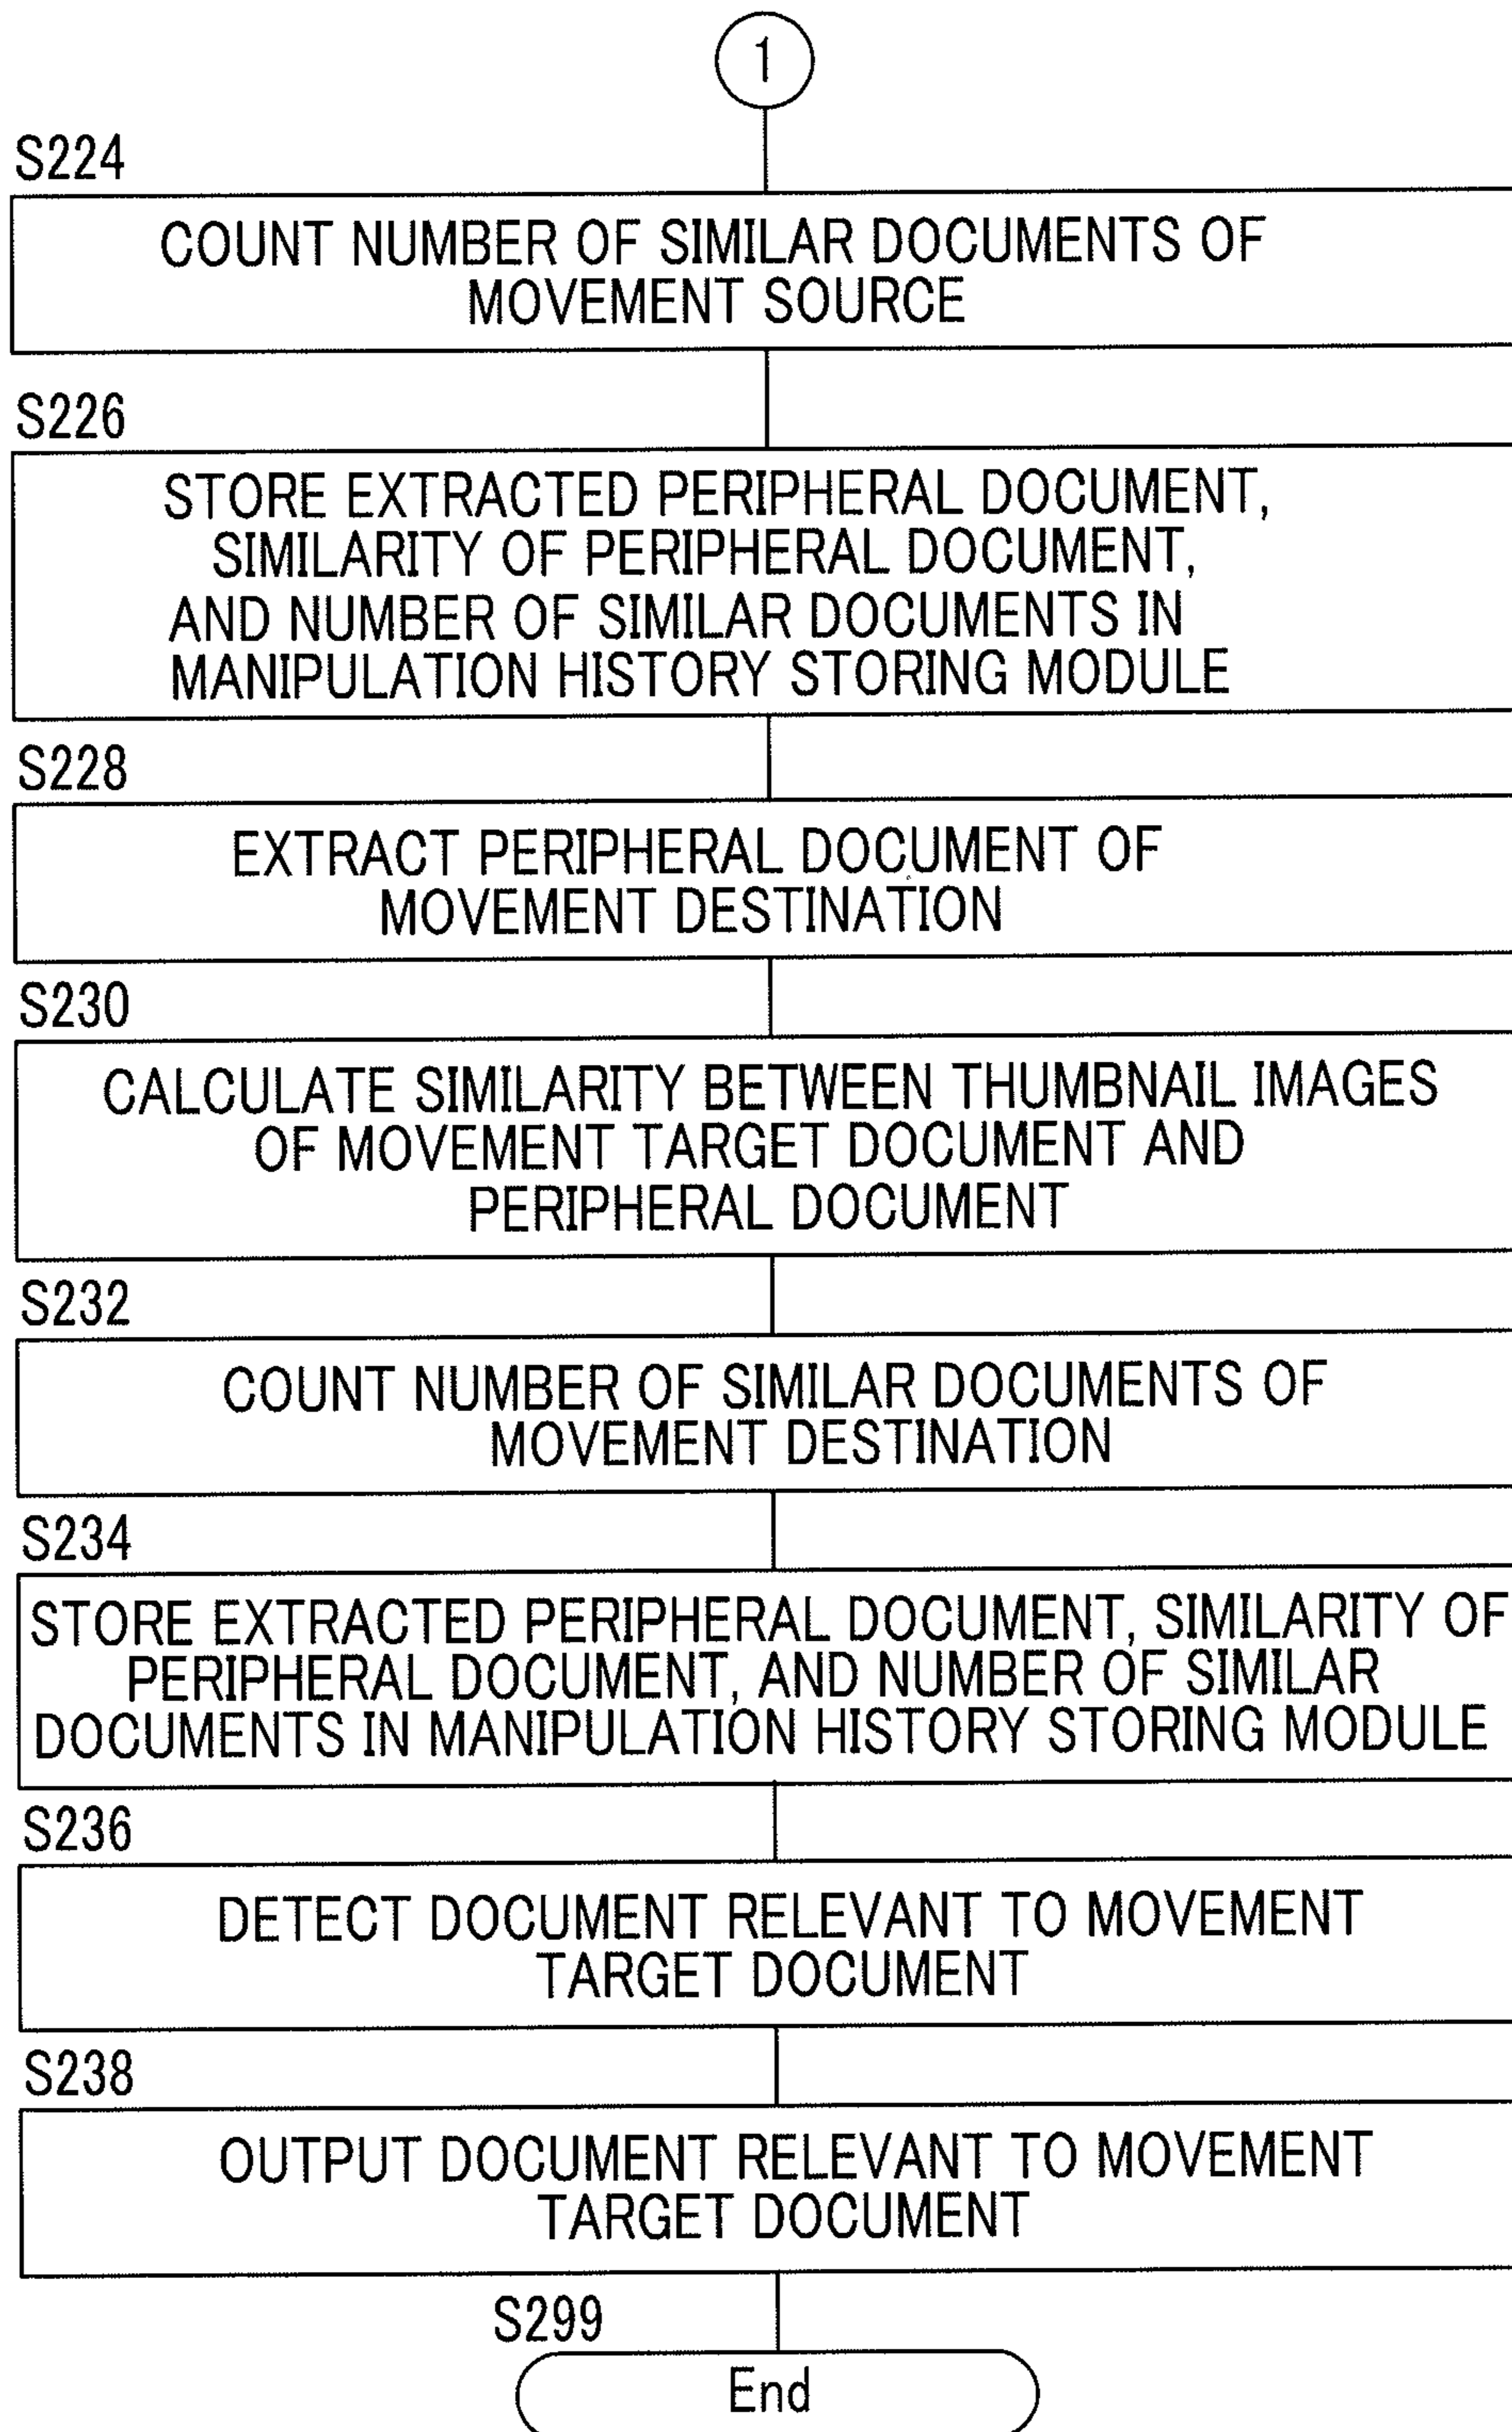 1
S224
COUNT NUMBER OF SIMILAR DOCUMENTS OF
MOVEMENT SOURCE
S226
STORE EXTRACTED PERIPHERAL DOCUMENT,
SIMILARITY OF PERIPHERAL DOCUMENT,
AND NUMBER OF SIMILAR DOCUMENTS IN
MANIPULATION HISTORY STORING MODULE
S228
EXTRACT PERIPHERAL DOCUMENT OF
MOVEMENT DESTINATION
S230
CALCULATE SIMILARITY BETWEEN THUMBNAIL IMAGES
OF MOVEMENT TARGET DOCUMENT AND
PERIPHERAL DOCUMENT
S232
COUNT NUMBER OF SIMILAR DOCUMENTS OF
MOVEMENT DESTINATION
S234
STORE EXTRACTED PERIPHERAL DOCUMENT, SIMILARITY OF
PERIPHERAL DOCUMENT, AND NUMBER OF SIMILAR
DOCUMENTS IN MANIPULATION HISTORY STORING MODULE
S236
DETECT DOCUMENT RELEVANT TO MOVEMENT
TARGET DOCUMENT
S238
OUTPUT DOCUMENT RELEVANT TO MOVEMENT
TARGET DOCUMENT
S299
End